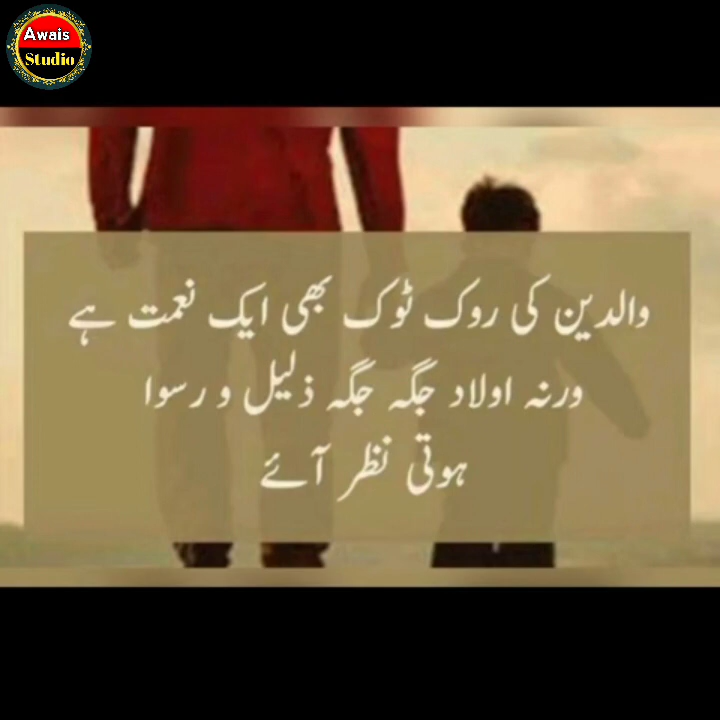 Awais
Studio
والدین کی روک ٹوک بھی ایک نعمت ہے
ورنہ اولاد جگہ جگہ ذلیل و رسوا
ہوتی نظر آئے